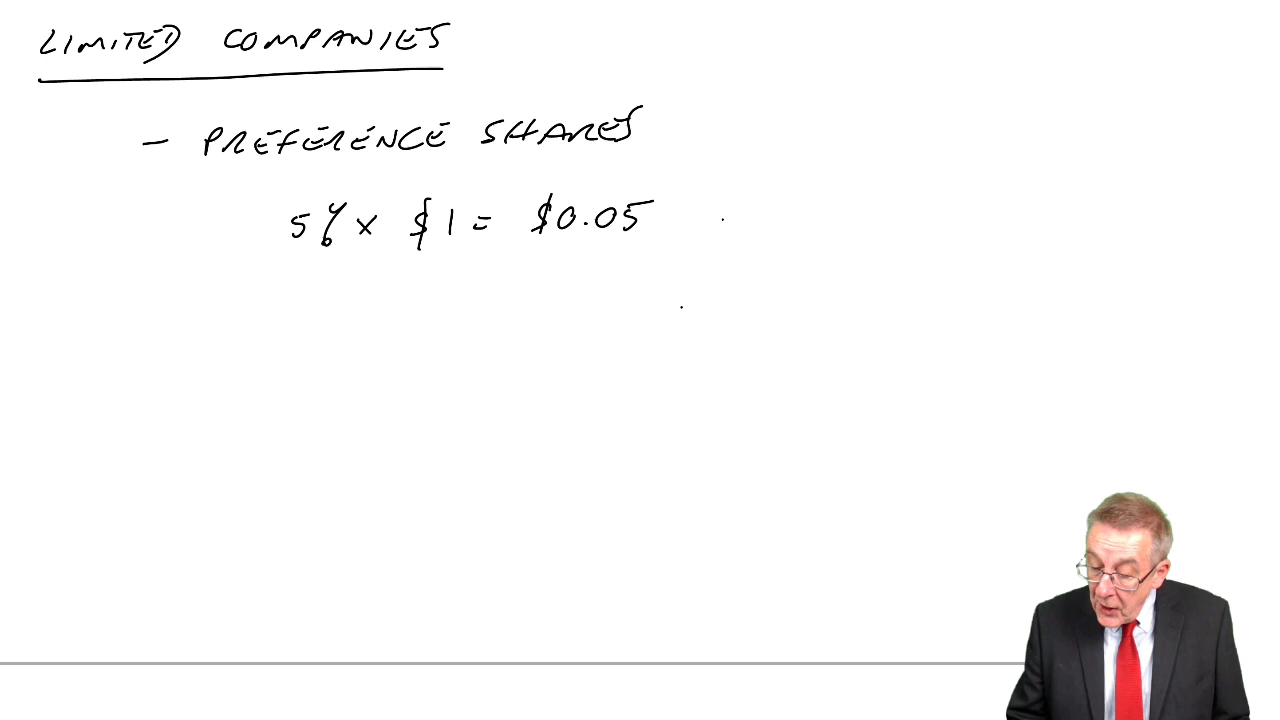 LIMITED COMPANIES
- PREFERENCE SHARES
5% x $1 = $0.05